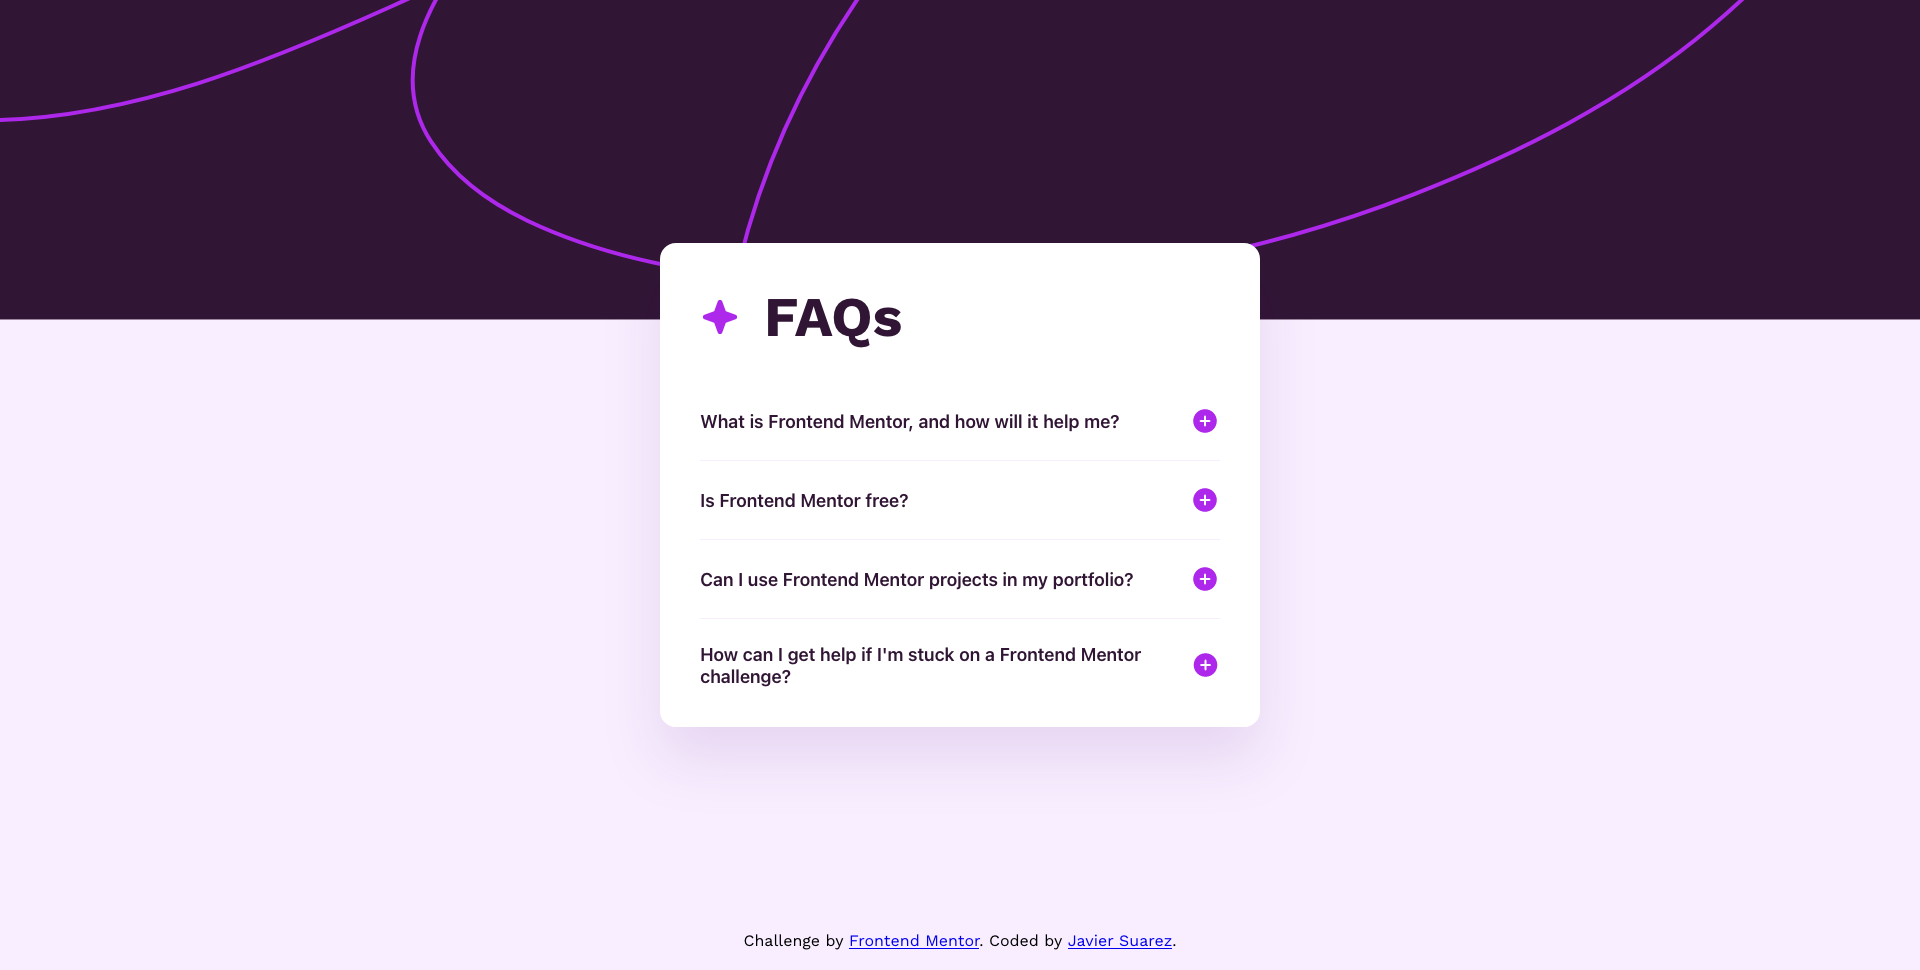 FAQs
What is Frontend Mentor, and how will it help me?
Is Frontend Mentor free?
Can I use Frontend Mentor projects in my portfolio?
How can I get help if I'm stuck on a Frontend Mentor
challenge?
Challenge by Frontend Mentor. Coded by Javier Suarez.